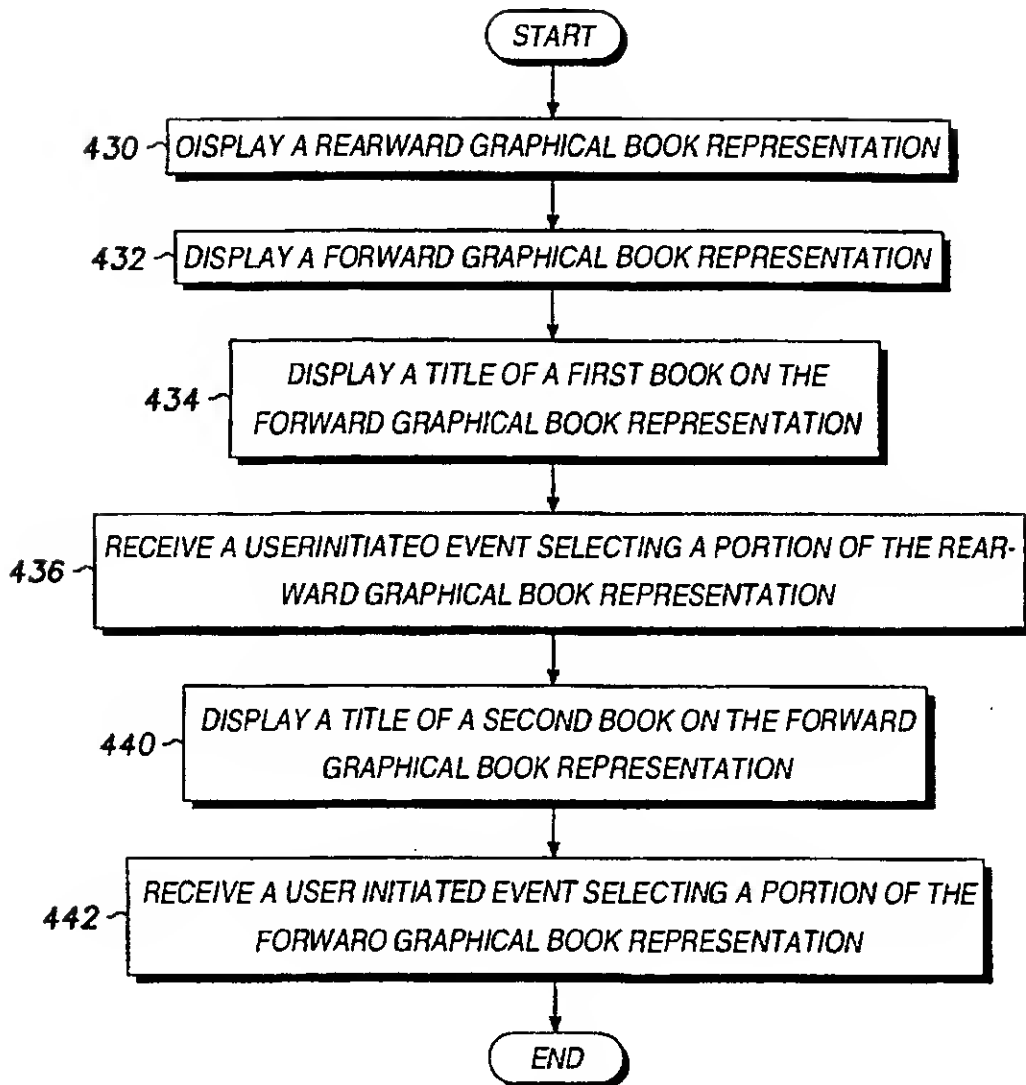 START
430 OISPLAY A REARWARD GRAPHICAL BOOK REPRESENTATION
432 DISPLAY A FORWARD GRAPHICAL BOOK REPRESENTATION
DISPLAY A TITLE OF A FIRST BOOK ON THE
434
FORWARD GRAPHICAL BOOK REPRESENTATION
RECEIVE A USERINITIATEO EVENT SELECTING A PORTION OF THE REAR-
436
WARD GRAPHICAL BOOK REPRESENTATION
DISPLAY A TITLE OF A SECOND BOOK ON THE FORWARD
440
GRAPHICAL BOOK REPRESENTATION
RECEIVE A USER INITIATED EVENT SELECTING A PORTION OF THE
442
FORWARO GRAPHICAL BOOK REPRESENTATION
END